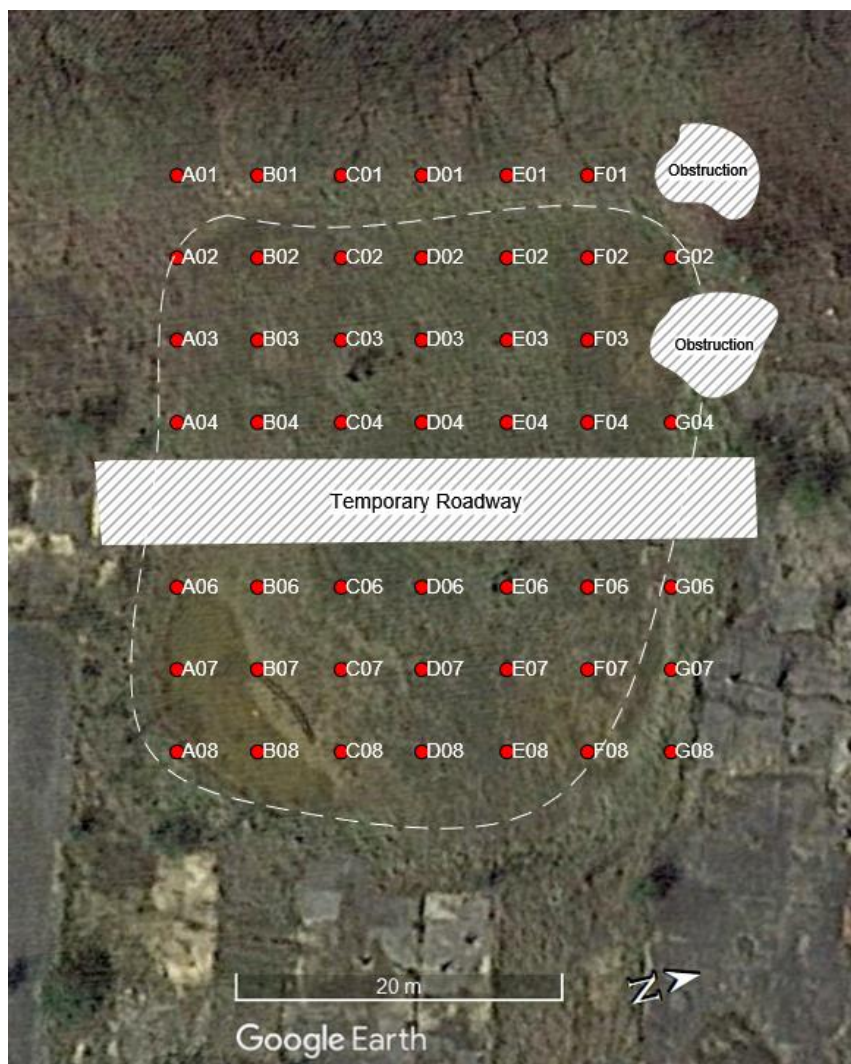 A01 B01 C01 D01 E01 F01 Obstruction
A02 B02 C02 D02 E02 F02 G02
A03 B03 C03 D03 E03 F03 Obstruction
A04 B04 C04 D04 E04 F04 G04
Temporary Roadway
A06 B06 C06 D06 E06 F06 G06
A07 B07 C07 D07 E07 F07 G07
A08 B08 C08 D08 E08 F08 G08
20 m
N
Google Earth